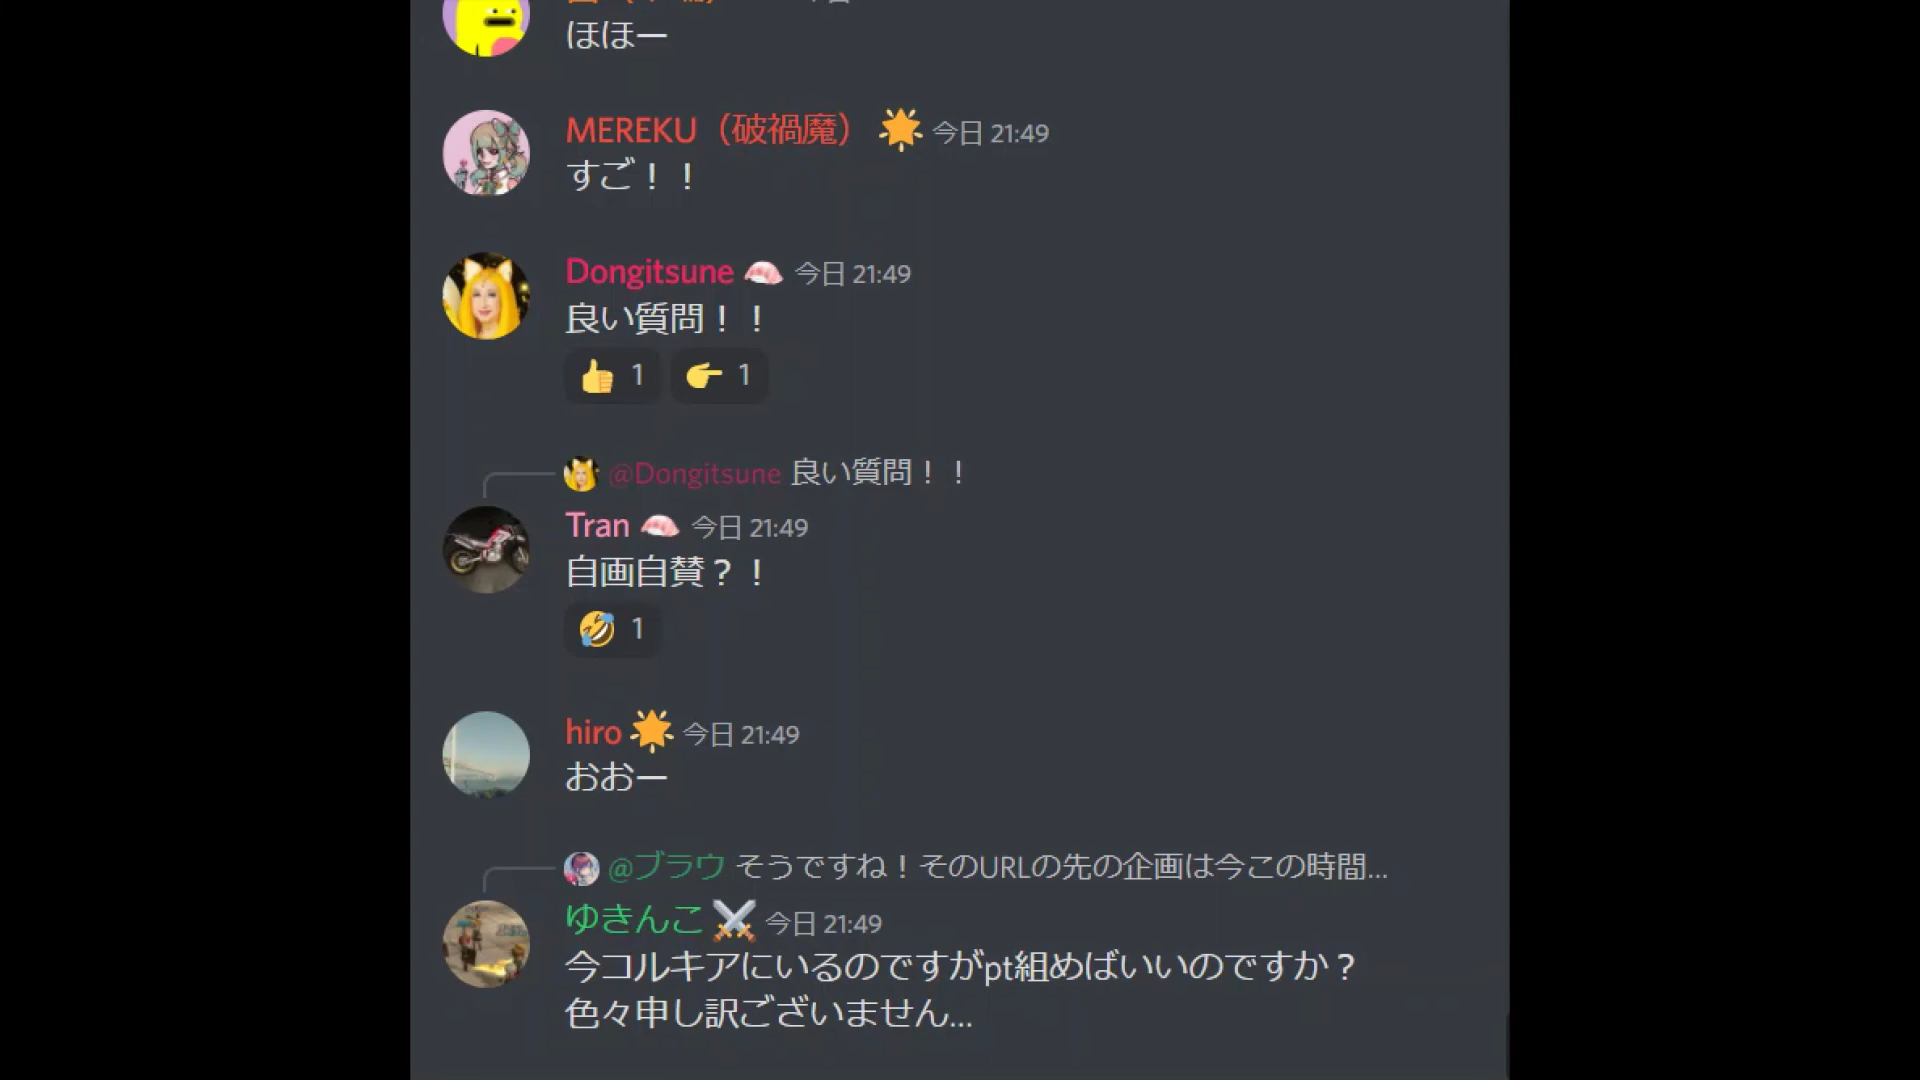 ほほー
MEREKU（破禍魔） 今日 21:49
すご！！
Dongitsune 今日 21:49
良い質問！！
1 1
@Dongitsune 良い質問！！
Tran 今日 21:49
自画自賛？！
1
hiro 今日 21:49
おおー
@ブラウ そうですね！そのURLの先の企画は今この時間...
ゆきんこ 今日 21:49
今コルキアにいるのですがpt組めばいいのですか？
色々申し訳ございません...